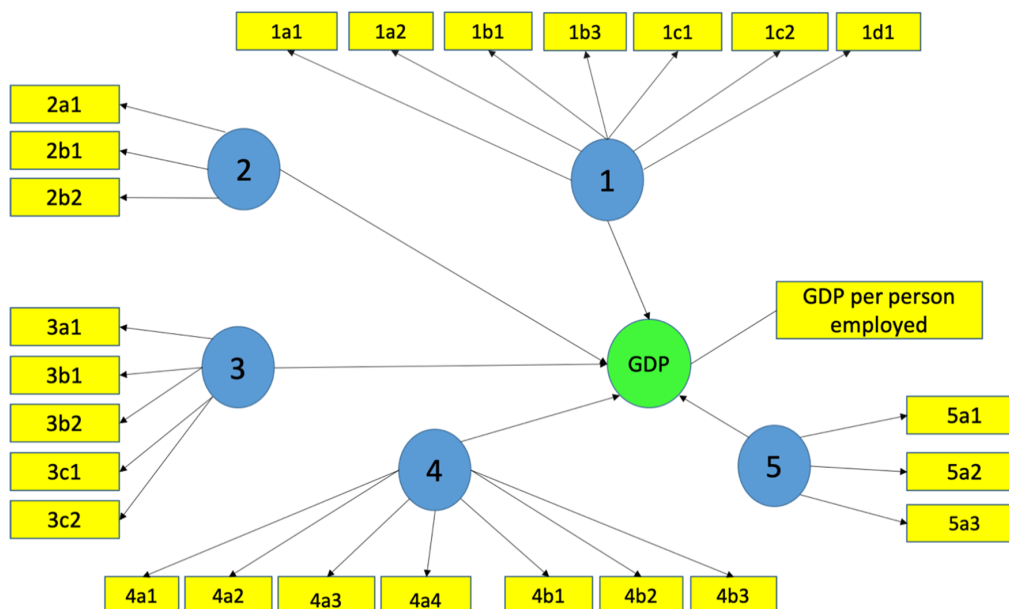 1a1
1a2
1b1
1b3
1c1
1c2
1d1
2a1
2b1
2b2
2
1
GDP per person
employed
3a1
3b1
3b2
3c1
3c2
3
GDP
4
5
5a1
5a2
5a3
4a1
4a2
4a3
4a4
4b1
4b2
4b3